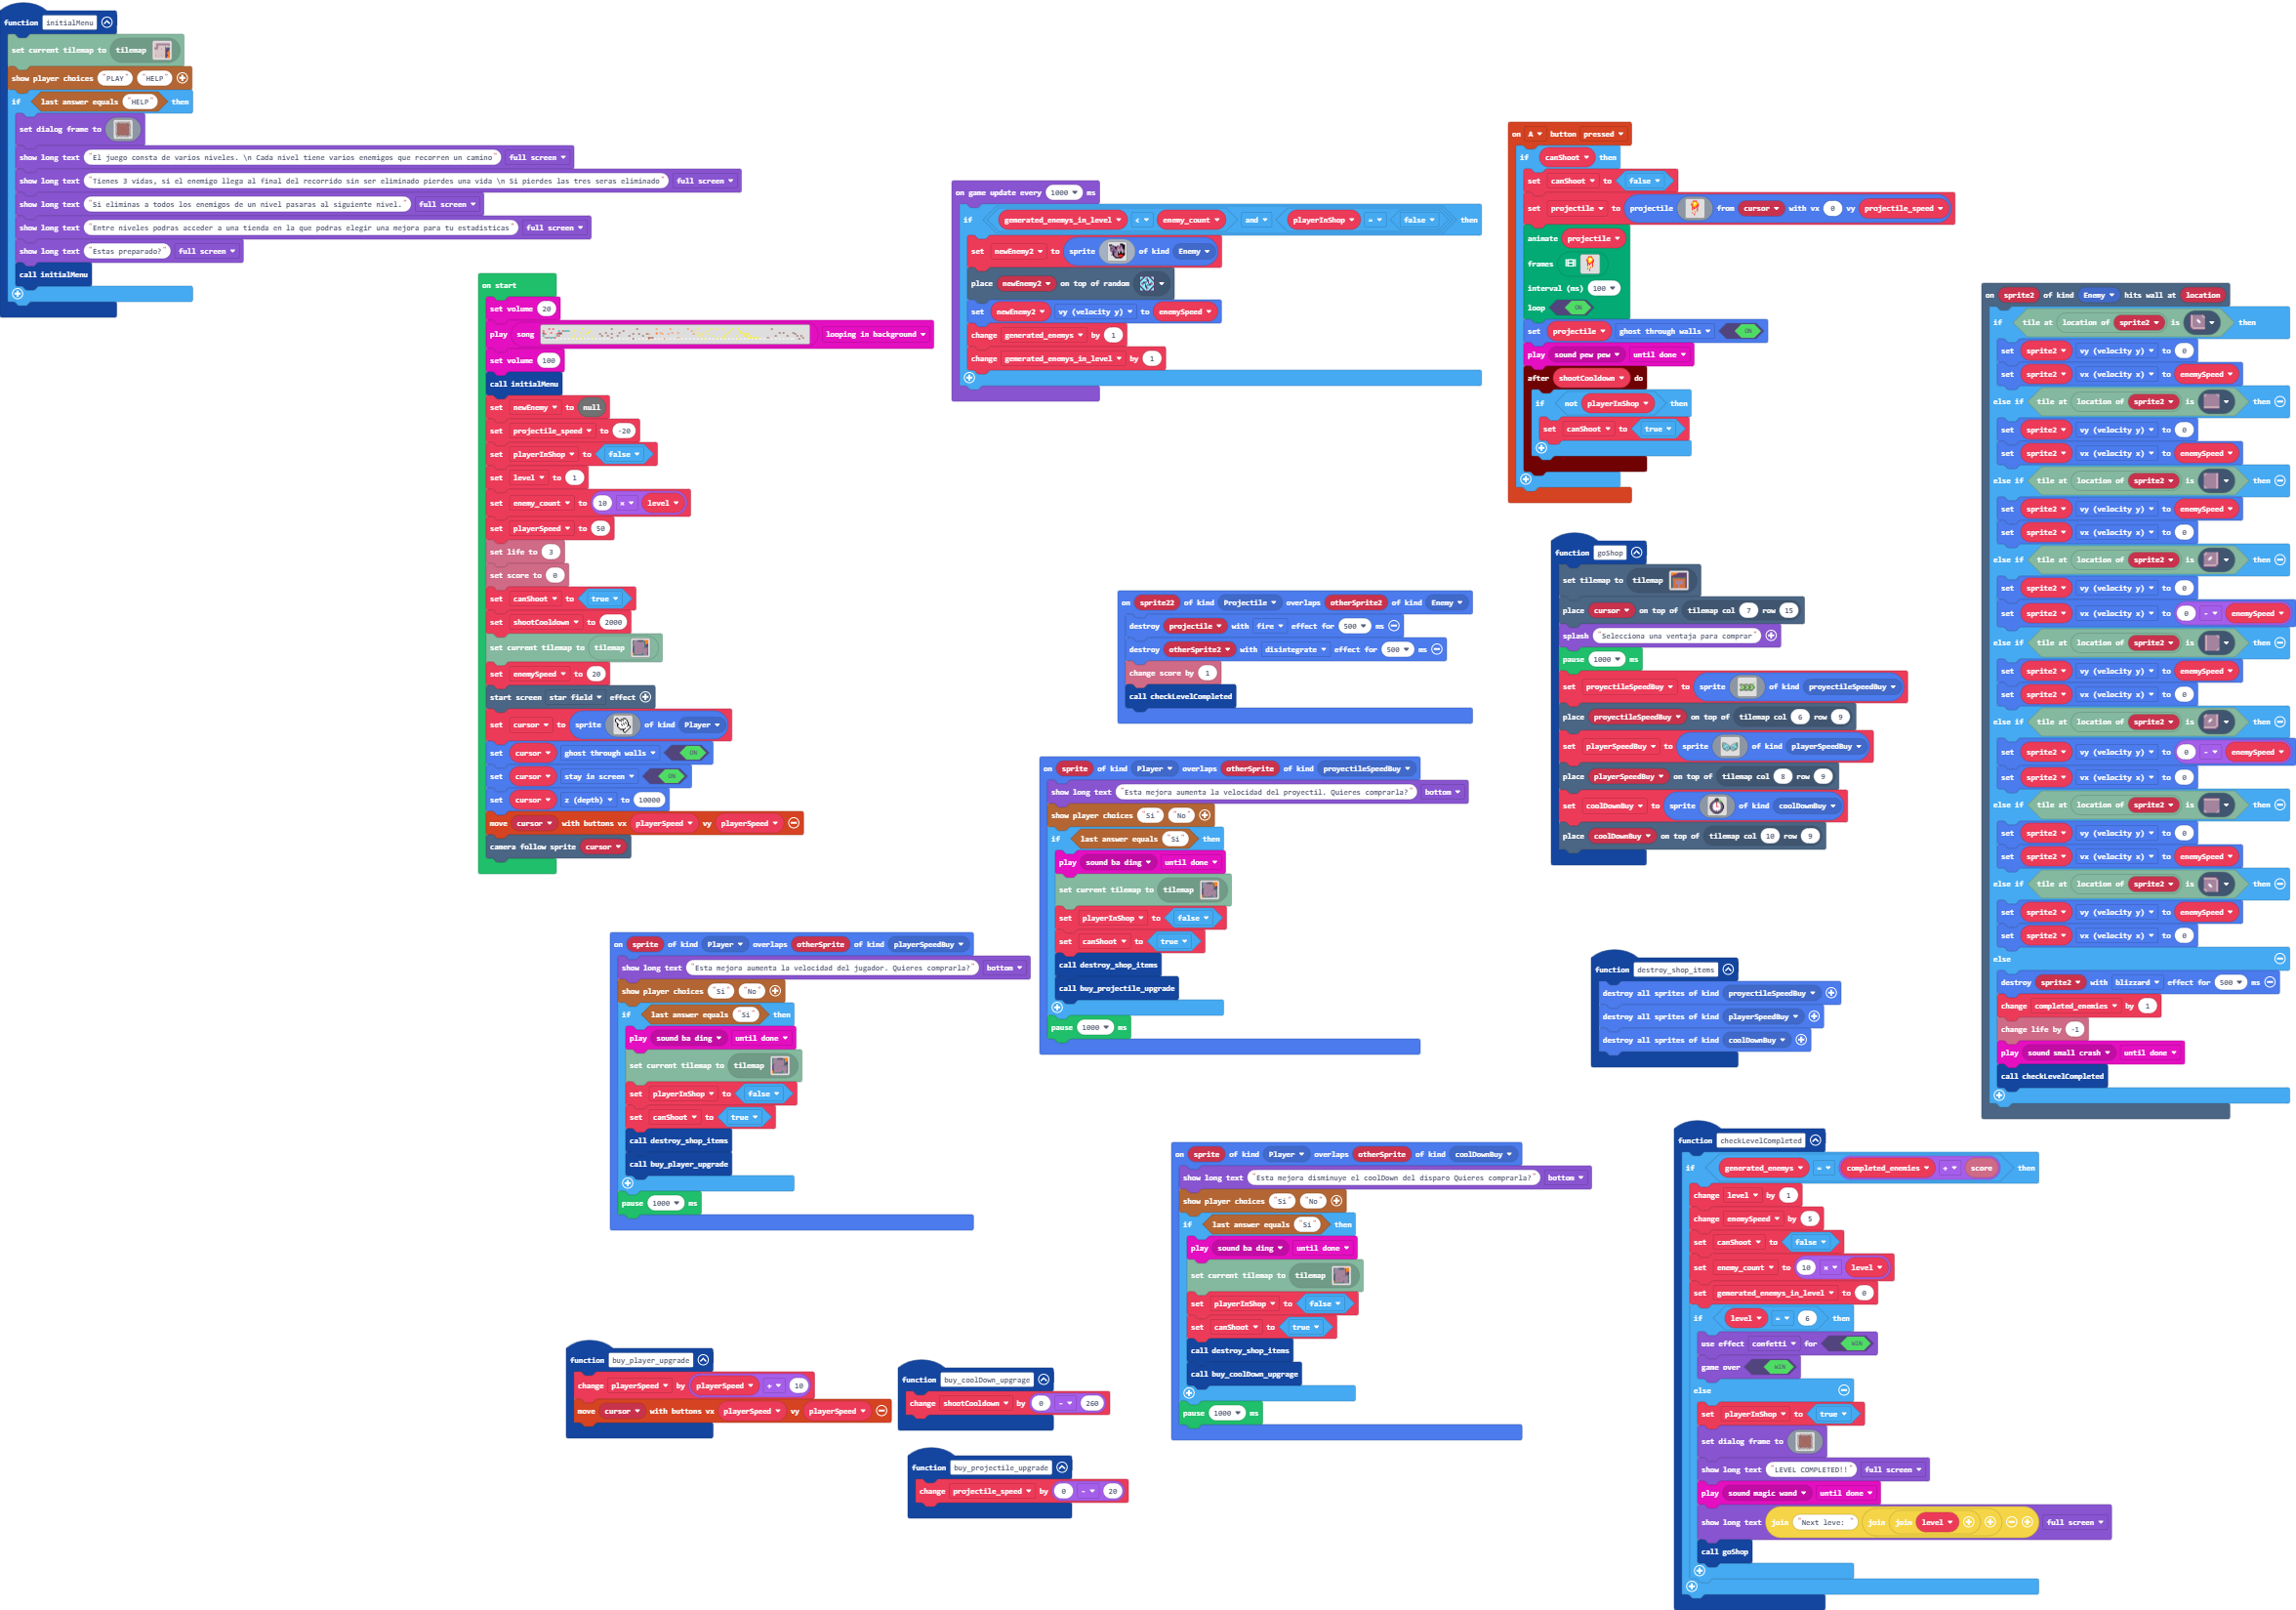 function initialMenu
set current tilemap to tilemap
show player choices "PLAY" "HELP"
if last answer equals "HELP" then
set dialog frame to
show long text "El juego consta de varios niveles. \n Cada nivel tiene varios enemigos que recorren un camino" full screen
show long text "Tienes 3 vidas, si el enemigo llega al final del recorrido sin ser eliminado pierdes una vida \n Si pierdes las tres seras eliminado" full screen
show long text "Si eliminas a todos los enemigos de un nivel pasaras al siguiente nivel." full screen
show long text "Entre niveles podras acceder a una tienda en la que podras elegir una mejora para tu estadisticas" full screen
show long text "Estas preparado?" full screen
call initialMenu
on start
set volume 20
play song looping in background
set volume 100
call initialMenu
set newEnemy to null
set projectile_speed to -20
set playerInShop to false
set level to 1
set enemy_count to 10 × level
set playerSpeed to 50
set life to 3
set score to 0
set canShoot to true
set shootCooldown to 2000
set current tilemap to tilemap
set enemySpeed to 20
start screen star field effect
set cursor to sprite of kind Player
set cursor ghost through walls ON
set cursor stay in screen ON
set cursor z (depth) to 10000
move cursor with buttons vx playerSpeed vy playerSpeed
camera follow sprite cursor
on game update every 1000 ms
if generated_enemys_in_level < enemy_count and playerInShop = false then
set newEnemy2 to sprite of kind Enemy
place newEnemy2 on top of random
set newEnemy2 vy (velocity y) to enemySpeed
change generated_enemys by 1
change generated_enemys_in_level by 1
on A button pressed
if canShoot then
set canShoot to false
set projectile to projectile from cursor with vx 0 vy projectile_speed
animate projectile
frames
interval (ms) 100
loop ON
set projectile ghost through walls ON
play sound pew pew until done
after shootCooldown do
if not playerInShop then
set canShoot to true
on sprite22 of kind Projectile overlaps otherSprite2 of kind Enemy
destroy projectile with fire effect for 500 ms
destroy otherSprite2 with disintegrate effect for 500 ms
change score by 1
call checkLevelCompleted
function goShop
set tilemap to tilemap
place cursor on top of tilemap col 7 row 15
splash "Selecciona una ventaja para comprar"
pause 1000 ms
set proyectileSpeedBuy to sprite of kind proyectileSpeedBuy
place proyectileSpeedBuy on top of tilemap col 6 row 9
set playerSpeedBuy to sprite of kind playerSpeedBuy
place playerSpeedBuy on top of tilemap col 8 row 9
set coolDownBuy to sprite of kind coolDownBuy
place coolDownBuy on top of tilemap col 10 row 9
on sprite2 of kind Enemy hits wall at location
if tile at location of sprite2 is then
set sprite2 vy (velocity y) to 0
set sprite2 vx (velocity x) to enemySpeed
else if tile at location of sprite2 is then
set sprite2 vy (velocity y) to 0
set sprite2 vx (velocity x) to enemySpeed
else if tile at location of sprite2 is then
set sprite2 vy (velocity y) to enemySpeed
set sprite2 vx (velocity x) to 0
else if tile at location of sprite2 is then
set sprite2 vy (velocity y) to 0
set sprite2 vx (velocity x) to 0 - enemySpeed
else if tile at location of sprite2 is then
set sprite2 vy (velocity y) to enemySpeed
set sprite2 vx (velocity x) to 0
else if tile at location of sprite2 is then
set sprite2 vy (velocity y) to 0 - enemySpeed
set sprite2 vx (velocity x) to 0
else if tile at location of sprite2 is then
set sprite2 vy (velocity y) to 0
set sprite2 vx (velocity x) to enemySpeed
else if tile at location of sprite2 is then
set sprite2 vy (velocity y) to enemySpeed
set sprite2 vx (velocity x) to 0
else
destroy sprite2 with blizzard effect for 500 ms
change completed_enemies by 1
change life by -1
play sound small crash until done
call checkLevelCompleted
on sprite of kind Player overlaps otherSprite of kind proyectileSpeedBuy
show long text "Esta mejora aumenta la velocidad del proyectil. Quieres comprarla?" bottom
show player choices "Si" "No"
if last answer equals "Si" then
play sound ba ding until done
set current tilemap to tilemap
set playerInShop to false
set canShoot to true
call destroy_shop_items
call buy_projectile_upgrade
pause 1000 ms
on sprite of kind Player overlaps otherSprite of kind playerSpeedBuy
show long text "Esta mejora aumenta la velocidad del jugador. Quieres comprarla?" bottom
show player choices "Si" "No"
if last answer equals "Si" then
play sound ba ding until done
set current tilemap to tilemap
set playerInShop to false
set canShoot to true
call destroy_shop_items
call buy_player_upgrade
pause 1000 ms
function destroy_shop_items
destroy all sprites of kind proyectileSpeedBuy
destroy all sprites of kind playerSpeedBuy
destroy all sprites of kind coolDownBuy
on sprite of kind Player overlaps otherSprite of kind coolDownBuy
show long text "Esta mejora disminuye el coolDown del disparo Quieres comprarla?" bottom
show player choices "Si" "No"
if last answer equals "Si" then
play sound ba ding until done
set current tilemap to tilemap
set playerInShop to false
set canShoot to true
call destroy_shop_items
call buy_coolDown_upgrage
pause 1000 ms
function checkLevelCompleted
if generated_enemys = completed_enemies + score then
change level by 1
change enemySpeed by 5
set canShoot to false
set enemy_count to 10 × level
set generated_enemys_in_level to 0
if level = 6 then
use effect confetti for WIN
game over WIN
else
set playerInShop to true
set dialog frame to
show long text "LEVEL COMPLETED!!" full screen
play sound magic wand until done
show long text join "Next leve: " join join level full screen
call goShop
function buy_player_upgrade
change playerSpeed by playerSpeed + 10
move cursor with buttons vx playerSpeed vy playerSpeed
function buy_coolDown_upgrage
change shootCooldown by 0 - 260
function buy_projectile_upgrade
change projectile_speed by 0 - 20